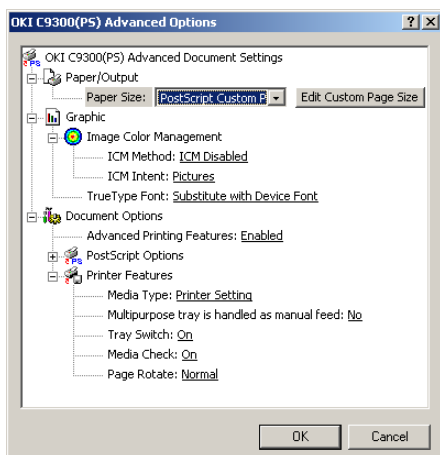 OKI C9300(PS) Advanced Options
OKI C9300(PS) Advanced Document Settings
Paper/Output
Paper Size: PostScript Custom P Edit Custom Page Size
Graphic
Image Color Management
ICM Method: ICM Disabled
ICM Intent: Pictures
TrueType Font: Substitute with Device Font
Document Options
Advanced Printing Features: Enabled
PostScript Options
Printer Features
Media Type: Printer Setting
Multipurpose tray is handled as manual feed: No
Tray Switch: On
Media Check: On
Page Rotate: Normal
OK Cancel